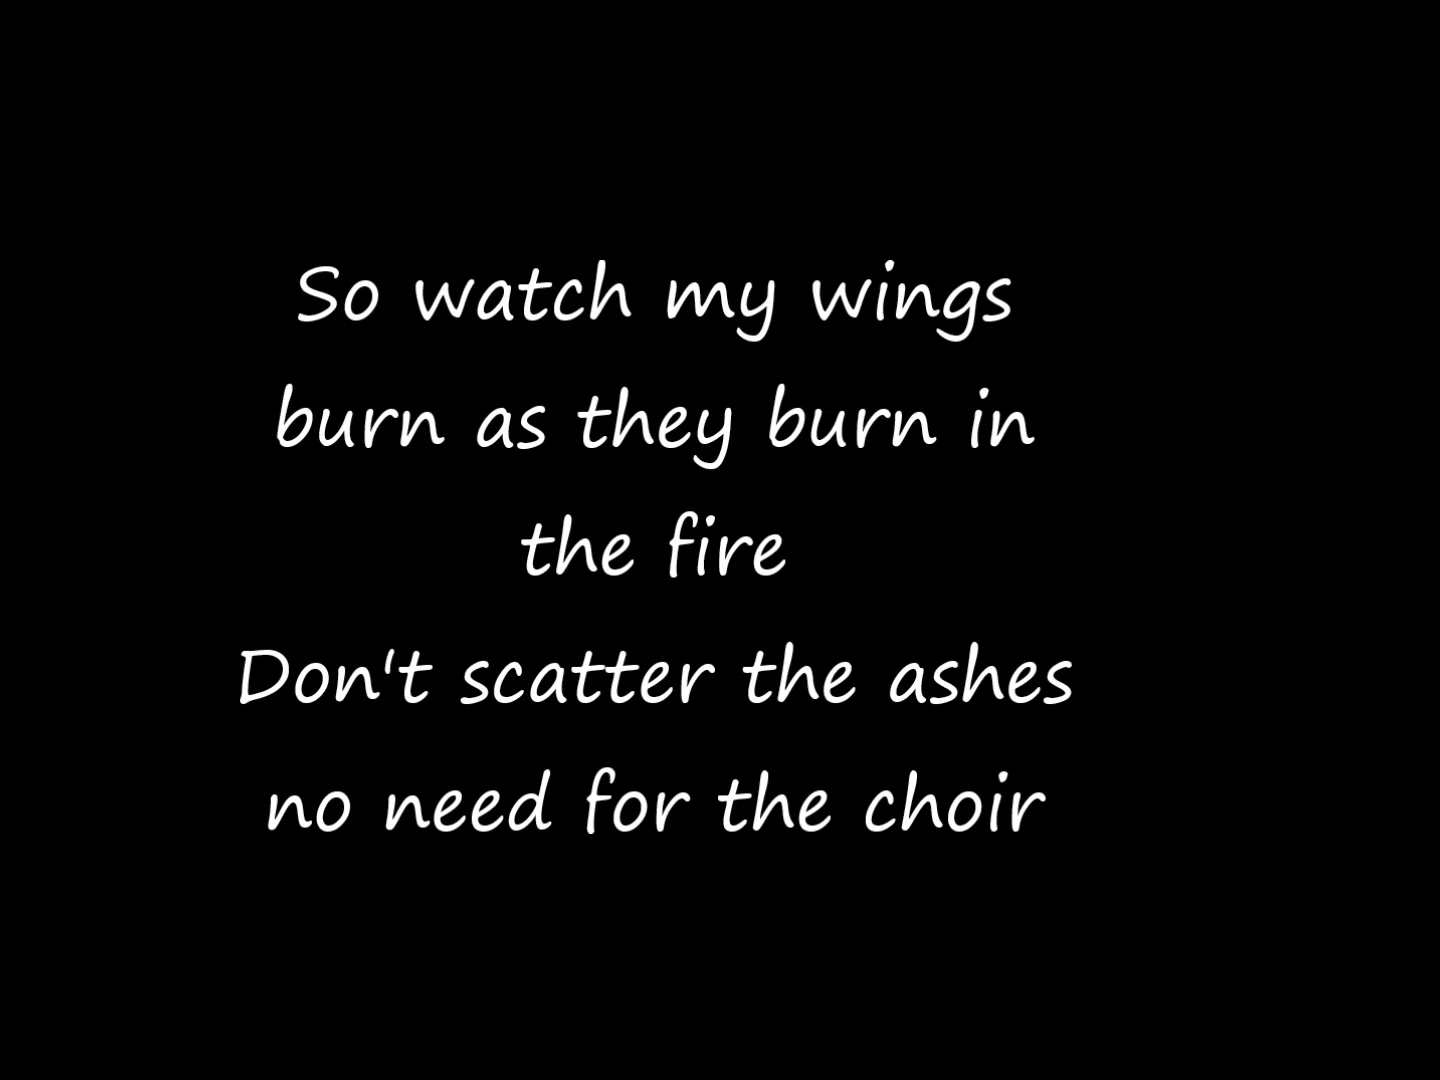 So watch my wings
burn as they burn in
the fire
Don't scatter the ashes
no need for the choir